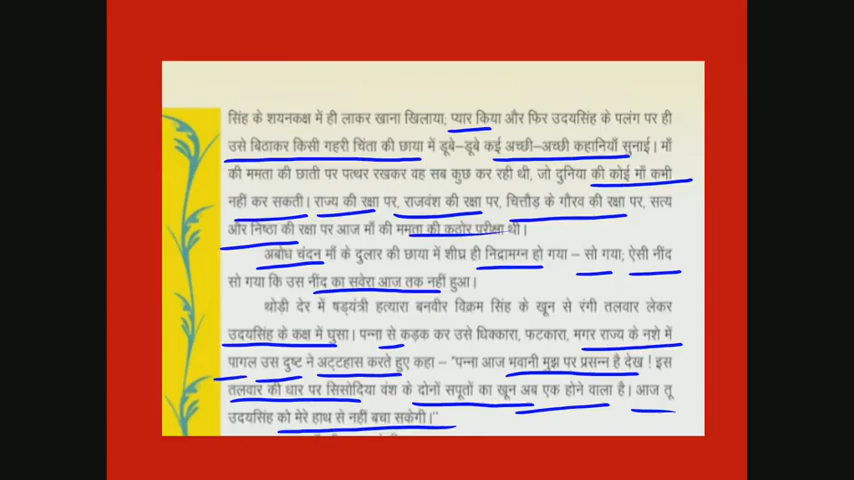 सिंह के शयनकक्ष में ही लाकर खाना खिलाया; प्यार किया और फिर उदयसिंह के पलंग पर ही
उसे बिठाकर किसी गहरी चिंता की छाया में डूबे–डूबे कई अच्छी–अच्छी कहानियाँ सुनाई। माँ
की ममता की छाती पर पत्थर रखकर वह सब कुछ कर रही थी, जो दुनिया की कोई माँ कभी
नहीं कर सकती। राज्य की रक्षा पर, राजवंश की रक्षा पर, चित्तौड़ के गौरव की रक्षा पर, सत्य
और निष्ठा की रक्षा पर आज माँ की ममता की कठोर परीक्षा थी।
अबोध चंदन माँ के दुलार की छाया में शीघ्र ही निद्रामग्न हो गया – सो गया; ऐसी नींद
सो गया कि उस नींद का सवेरा आज तक नहीं हुआ।
थोड़ी देर में षड्यंत्री हत्यारा बनवीर विक्रम सिंह के खून से रंगी तलवार लेकर
उदयसिंह के कक्ष में घुसा। पन्ना से कड़क कर उसे धिक्कारा, फटकारा, मगर राज्य के नशे में
पागल उस दुष्ट ने अट्टहास करते हुए कहा – "पन्ना आज भवानी मुझ पर प्रसन्न है देख ! इस
तलवार की धार पर सिसोदिया वंश के दोनों सपूतों का खून अब एक होने वाला है। आज तू
उदयसिंह को मेरे हाथ से नहीं बचा सकेगी।"